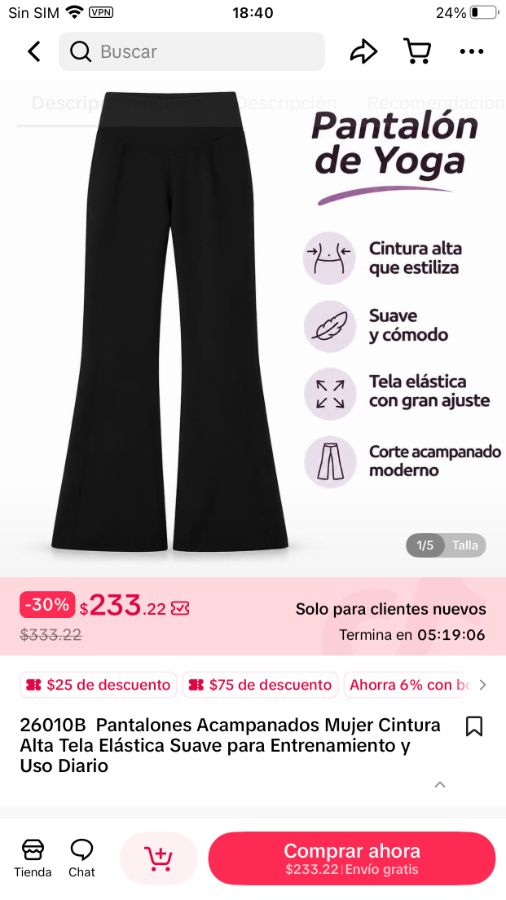 Sin SIM VPN 18:40 24%
Buscar
Descripción Recomendacion
Pantalón
de Yoga
Cintura alta
que estiliza
Suave
y cómodo
Tela elástica
con gran ajuste
Corte acampanado
moderno
1/5 Talla
-30% $233.22 Solo para clientes nuevos
$333.22 Termina en 05:19:06
$25 de descuento $75 de descuento Ahorra 6% con
26010B Pantalones Acampanados Mujer Cintura
Alta Tela Elástica Suave para Entrenamiento y
Uso Diario
Tienda Chat Comprar ahora
$233.22 | Envío gratis